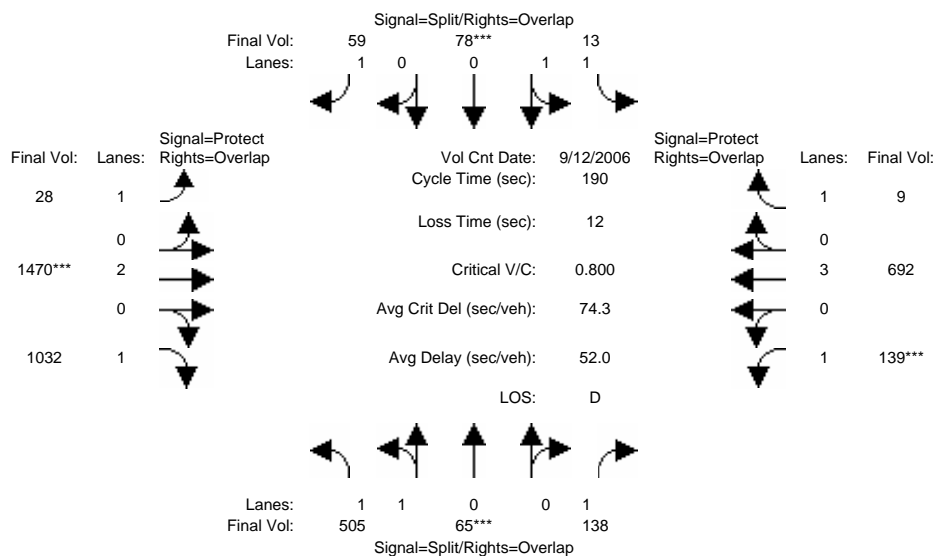 Signal=Split/Rights=Overlap
Final Vol: 59 78*** 13
Lanes: 1 0 0 1 1
Signal=Protect Signal=Protect
Final Vol: Lanes: Rights=Overlap Vol Cnt Date: 9/12/2006 Rights=Overlap Lanes: Final Vol:
Cycle Time (sec): 190
28 1 1 9
Loss Time (sec): 12
0 0
1470*** 2 Critical V/C: 0.800 3 692
0 Avg Crit Del (sec/veh): 74.3 0
1032 1 Avg Delay (sec/veh): 52.0 1 139***
LOS: D
Lanes: 1 1 0 0 1
Final Vol: 505 65*** 138
Signal=Split/Rights=Overlap